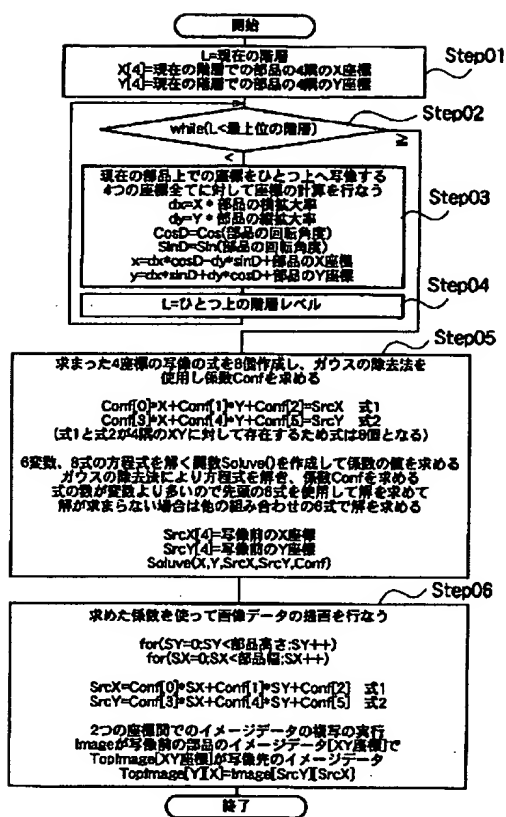 開始
L=現在の階層
X[4]=現在の階層での部品の4隅のX座標
Y[4]=現在の階層での部品の4隅のY座標
Step01
Step02
while(L<最上位の階層)
≧
<
現在の部品上での座標をひとつ上へ写像する
4つの座標全てに対して座標の計算を行なう
dx=X*部品の横拡大率
dy=Y*部品の縦拡大率
CosD=Cos(部品の回転角度)
SinD=Sin(部品の回転角度)
x=dx*cosD-dy*sinD+部品のX座標
y=dx*sinD+dy*cosD+部品のY座標
Step03
L=ひとつ上の階層レベル
Step04
Step05
求まった4座標の写像の式を8個作成し、ガウスの除去法を
使用し係数Confを求める
Conf[0]*X+Conf[1]*Y+Conf[2]=SrcX 式1
Conf[3]*X+Conf[4]*Y+Conf[5]=SrcY 式2
(式1と式2が4隅のXYに対して存在するため式は8個となる)
6変数、8式の方程式を解く関数Soluve()を作成して係数の値を求める
ガウスの除去法により方程式を解き、係数Confを求める
式の数が変数より多いので先頭の6式を使用して解を求めて
解が求まらない場合は他の組み合わせの6式で解を求める
SrcX[4]=写像前のX座標
SrcY[4]=写像前のY座標
Soluve(X,Y,SrcX,SrcY,Conf)
Step06
求めた係数を使って画像データの描画を行なう
for(SY=0;SY<部品高さ;SY++)
for(SX=0;SX<部品幅;SX++)
SrcX=Conf[0]*SX+Conf[1]*SY+Conf[2] 式1
SrcY=Conf[3]*SX+Conf[4]*SY+Conf[5] 式2
2つの座標間でのイメージデータの複写の実行
Imageが写像前の部品のイメージデータ[XY座標]で
TopImage[XY座標]が写像先のイメージデータ
TopImage[Y][X]=Image[SrcY][SrcX]
終了